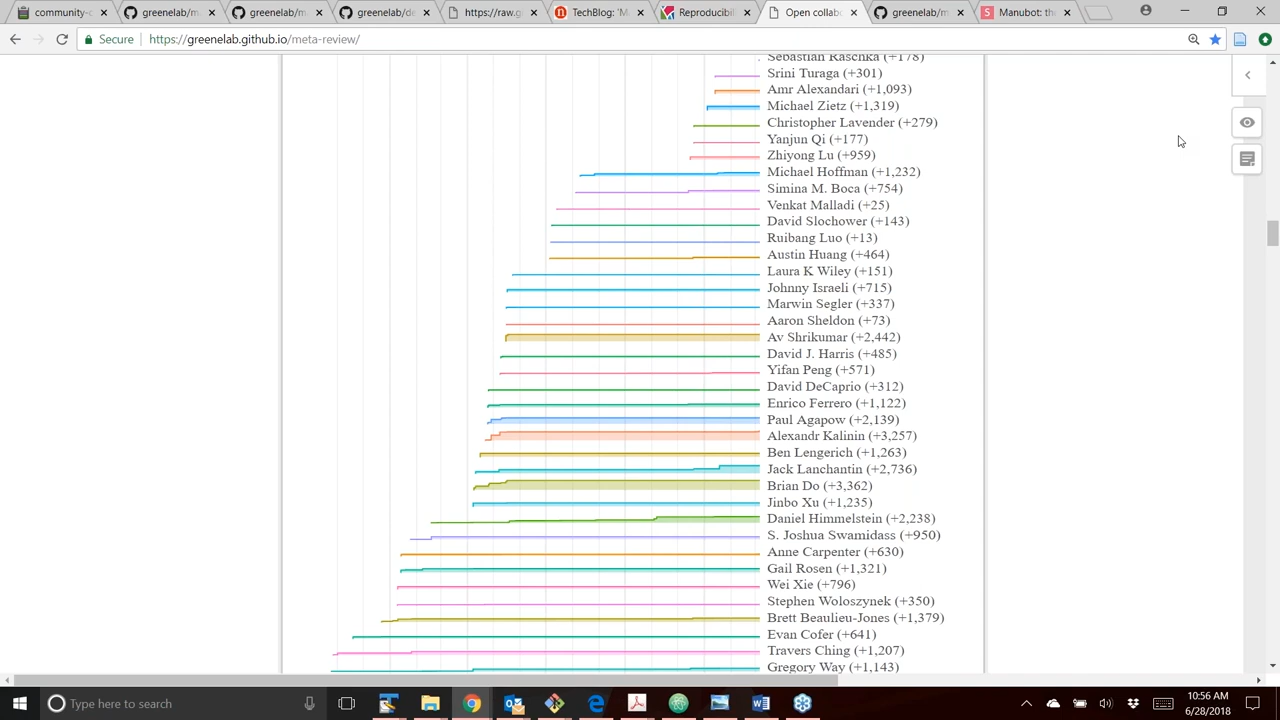 community-c
greenelab/m
greenelab/m
greenelab/de
https://raw.g
TechBlog: 'M
Reproducibili
Open collabo
greenelab/m
Manubot: the
Secure
https://greenelab.github.io/meta-review/
Sebastian Raschka (+178)
Srini Turaga (+301)
Amr Alexandari (+1,093)
Michael Zietz (+1,319)
Christopher Lavender (+279)
Yanjun Qi (+177)
Zhiyong Lu (+959)
Michael Hoffman (+1,232)
Simina M. Boca (+754)
Venkat Malladi (+25)
David Slochower (+143)
Ruibang Luo (+13)
Austin Huang (+464)
Laura K Wiley (+151)
Johnny Israeli (+715)
Marwin Segler (+337)
Aaron Sheldon (+73)
Av Shrikumar (+2,442)
David J. Harris (+485)
Yifan Peng (+571)
David DeCaprio (+312)
Enrico Ferrero (+1,122)
Paul Agapow (+2,139)
Alexandr Kalinin (+3,257)
Ben Lengerich (+1,263)
Jack Lanchantin (+2,736)
Brian Do (+3,362)
Jinbo Xu (+1,235)
Daniel Himmelstein (+2,238)
S. Joshua Swamidass (+950)
Anne Carpenter (+630)
Gail Rosen (+1,321)
Wei Xie (+796)
Stephen Woloszynek (+350)
Brett Beaulieu-Jones (+1,379)
Evan Cofer (+641)
Travers Ching (+1,207)
Gregory Way (+1,143)
Type here to search
10:56 AM
6/28/2018